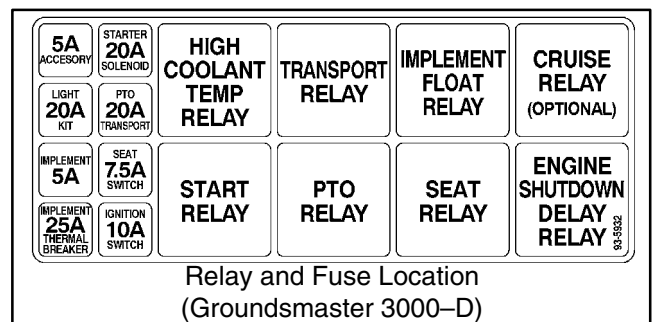 5A
ACCESORY
STARTER
20A
SOLENOID
HIGH
COOLANT
TEMP
RELAY
TRANSPORT
RELAY
IMPLEMENT
FLOAT
RELAY
CRUISE
RELAY
(OPTIONAL)
LIGHT
20A
KIT
PTO
20A
TRANSPORT
IMPLEMENT
5A
SEAT
7.5A
SWITCH
START
RELAY
PTO
RELAY
SEAT
RELAY
ENGINE
SHUTDOWN
DELAY
RELAY
93-5932
IMPLEMENT
25A
THERMAL
BREAKER
IGNITION
10A
SWITCH
Relay and Fuse Location
(Groundsmaster 3000–D)